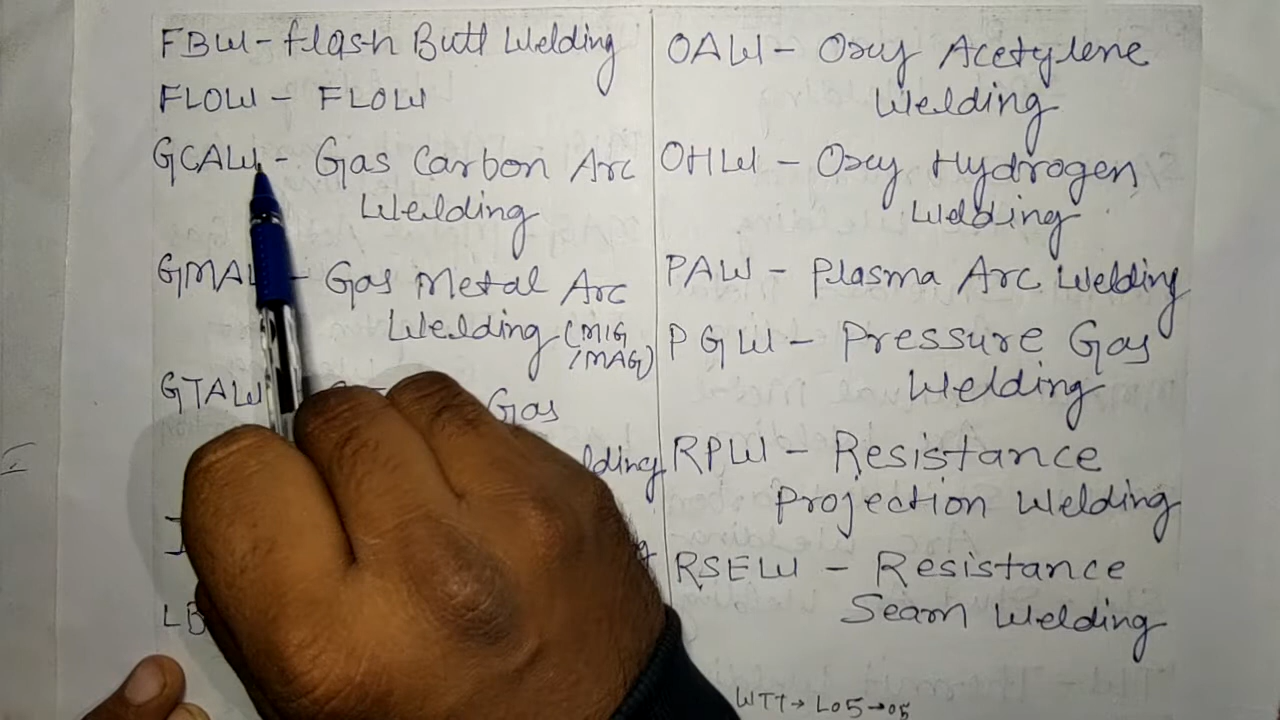 FBW - flash Butt Welding
FLOW - FLOW
GCAW - Gas Carbon Arc
Welding
GMAW - Gas Metal Arc
Welding (MIG
/MAG)
GTAW Gas
lding
LB
OAW - Oxy Acetylene
Welding
OHW - Oxy Hydrogen
Welding
PAW - Plasma Arc Welding
PGW - Pressure Gas
Welding
RPW - Resistance
Projection Welding
RSEW - Resistance
Seam Welding
WTT → L05 → 05